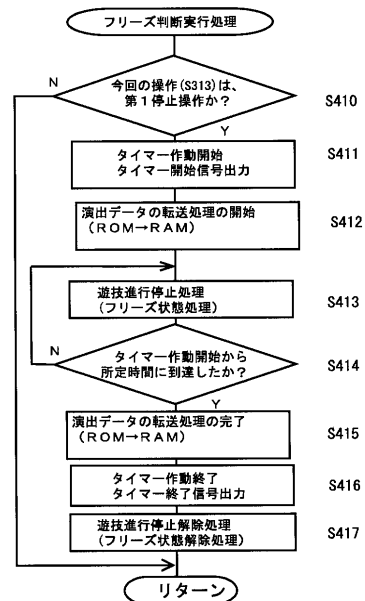 フリーズ判断実行処理
今回の操作(S313)は、
第1停止操作か？
N
Y
S410
タイマー作動開始
タイマー開始信号出力
S411
演出データの転送処理の開始
（ROM→RAM）
S412
遊技進行停止処理
(フリーズ状態処理)
S413
タイマー作動開始から
所定時間に到達したか？
N
Y
S414
演出データの転送処理の完了
（ROM→RAM）
S415
タイマー作動終了
タイマー終了信号出力
S416
遊技進行停止解除処理
(フリーズ状態解除処理)
S417
リターン